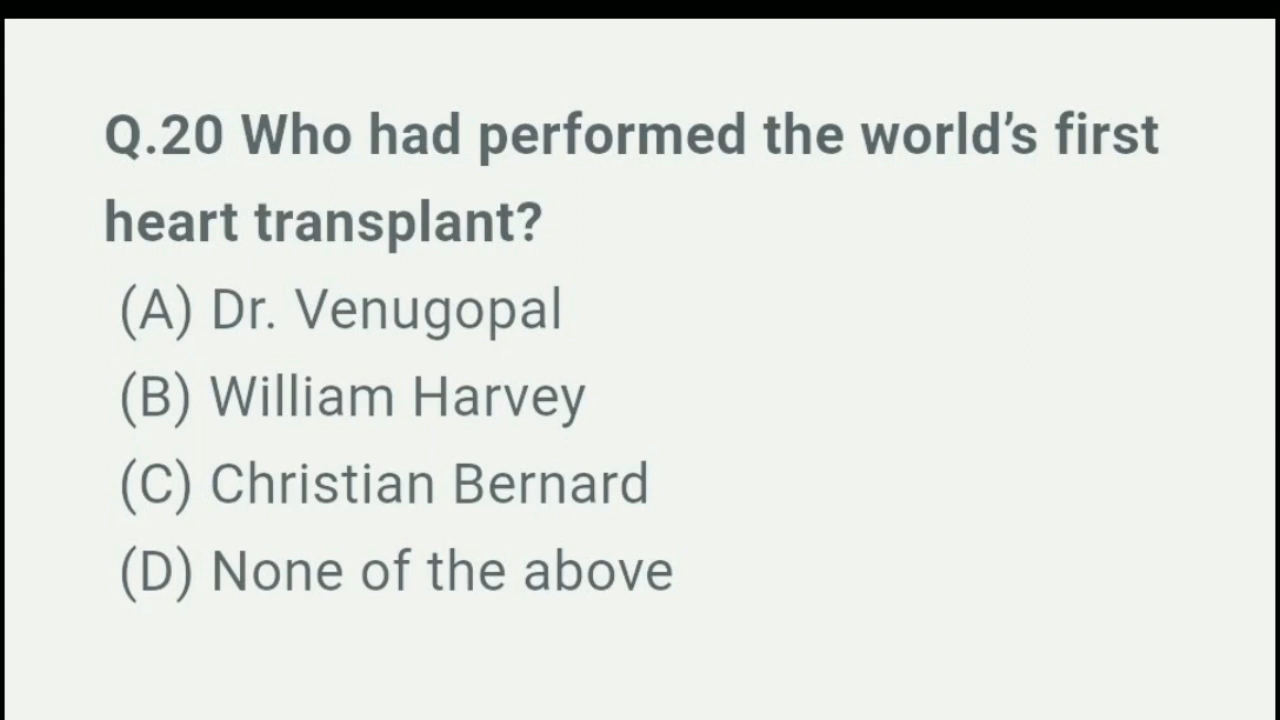 Q.20 Who had performed the world’s first
heart transplant?
(A) Dr. Venugopal
(B) William Harvey
(C) Christian Bernard
(D) None of the above